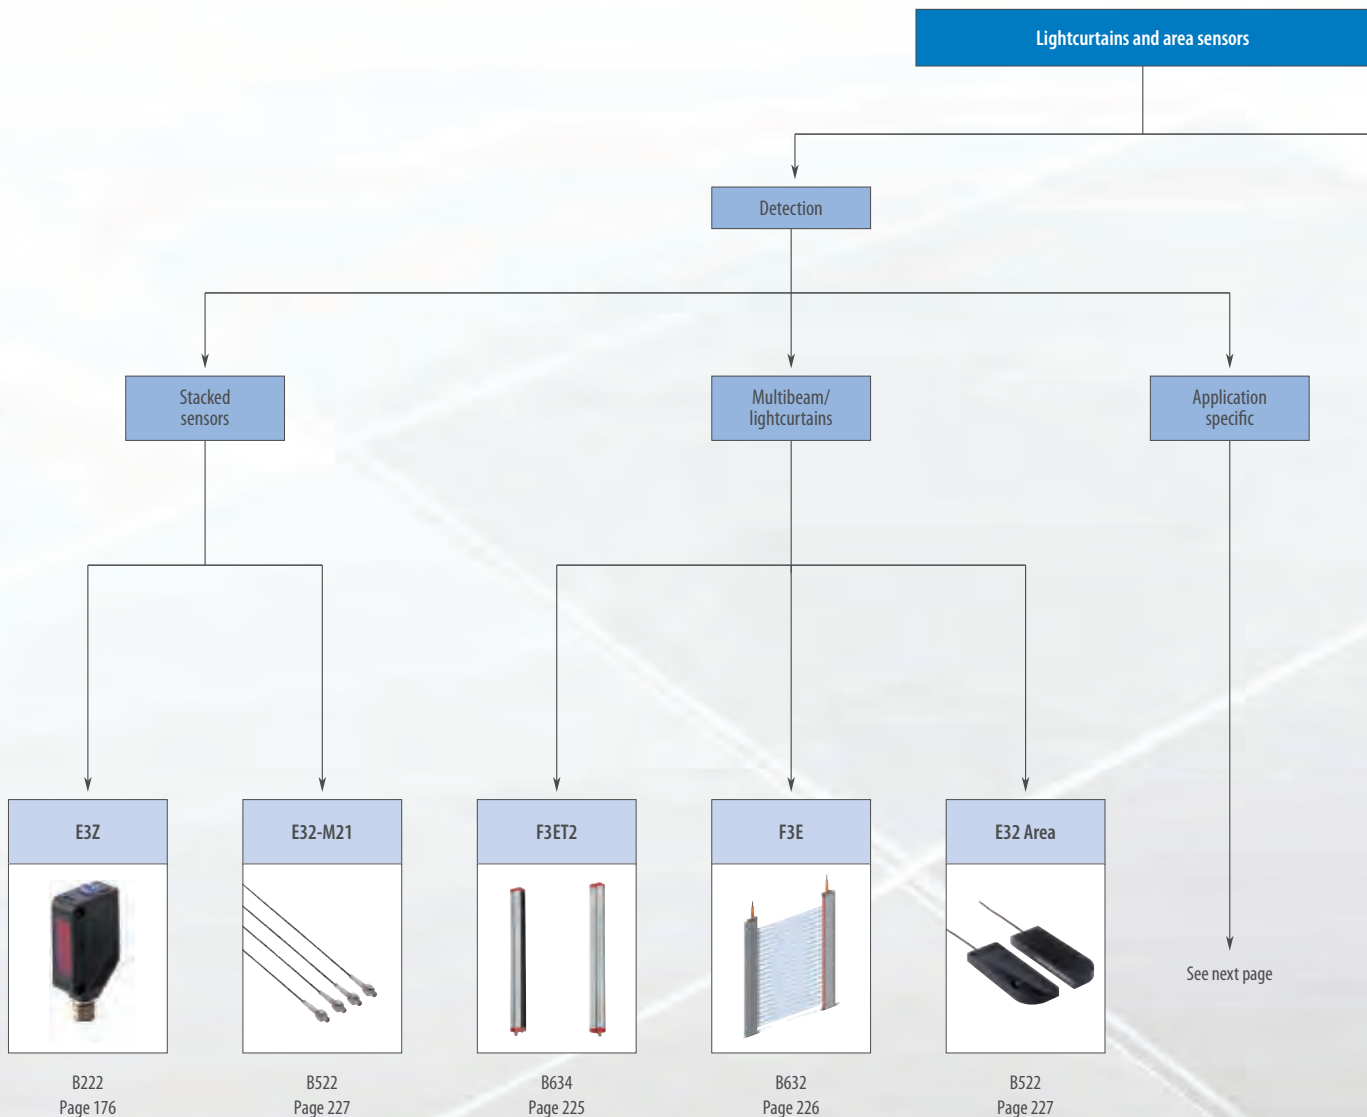 Lightcurtains and area sensors
Detection
Stacked
sensors
Multibeam/
lightcurtains
Application
specific
E3Z
E32-M21
F3ET2
F3E
E32 Area
See next page
B222
Page 176
B522
Page 227
B634
Page 225
B632
Page 226
B522
Page 227